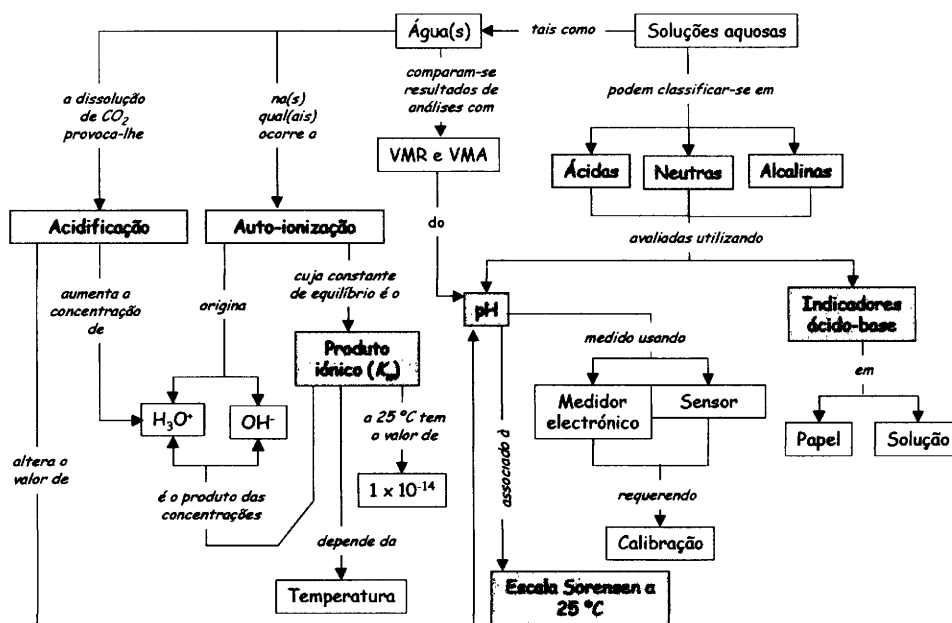 Água(s)
tais como
Soluções aquosas
a dissolução
de CO₂
provoca-lhe
na(s)
qual(ais)
ocorre a
comparam-se
resultados de
análises com
podem classificar-se em
VMR e VMA
Ácidas
Neutras
Alcalinas
Acidificação
Auto-ionização
do
avaliadas utilizando
aumenta a
concentração
de
origina
cuja constante
de equilíbrio é o
pH
Indicadores
ácido-base
Produto
iónico (Kw)
medido usando
em
H₃O⁺
OH⁻
a 25 °C tem
o valor de
Medidor
electrónico
Sensor
Papel
Solução
altera o
valor de
é o produto das
concentrações
1 x 10⁻¹⁴
associado à
requerendo
depende da
Calibração
Temperatura
Escala Sorensen a
25 °C